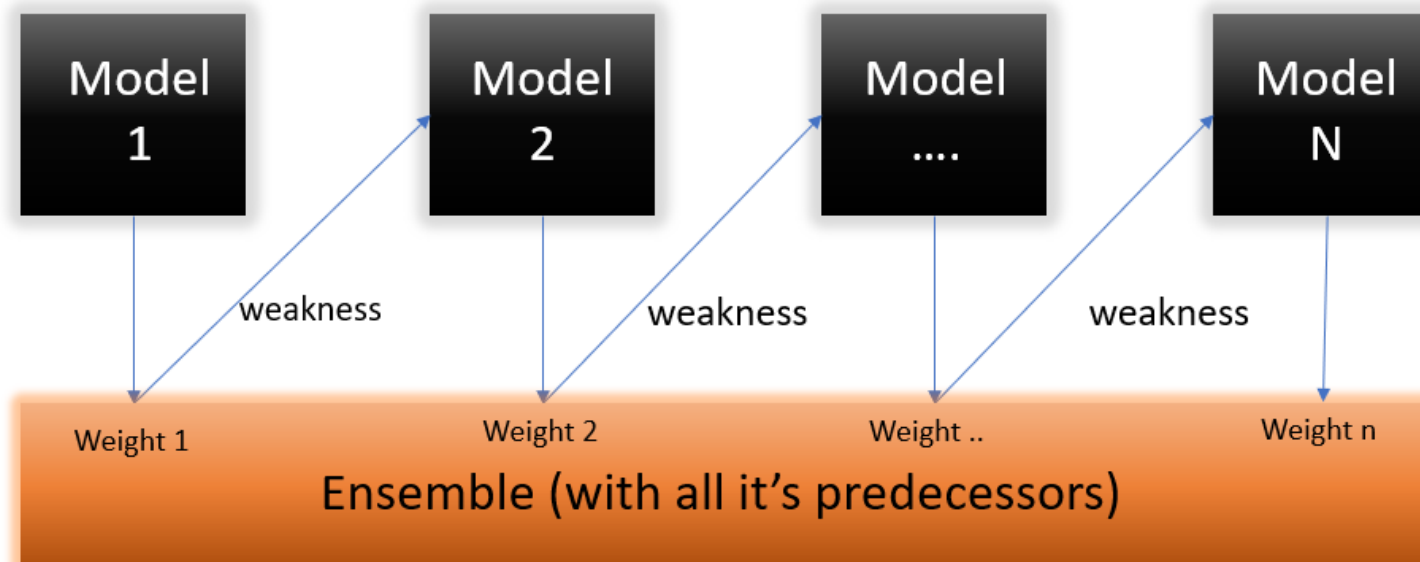 Model
1
Model
2
Model
....
Model
N
weakness
weakness
weakness
Weight 1
Weight 2
Weight ..
Weight n
Ensemble (with all it’s predecessors)